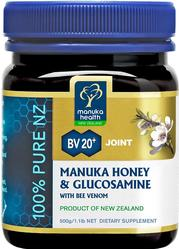 manuka
health
NEW ZEALAND
BV 20+
JOINT
100% PURE NZ
MANUKA HONEY
& GLUCOSAMINE
WITH BEE VENOM
PRODUCT OF NEW ZEALAND
500g/1.1lb NET DIETARY SUPPLEMENT